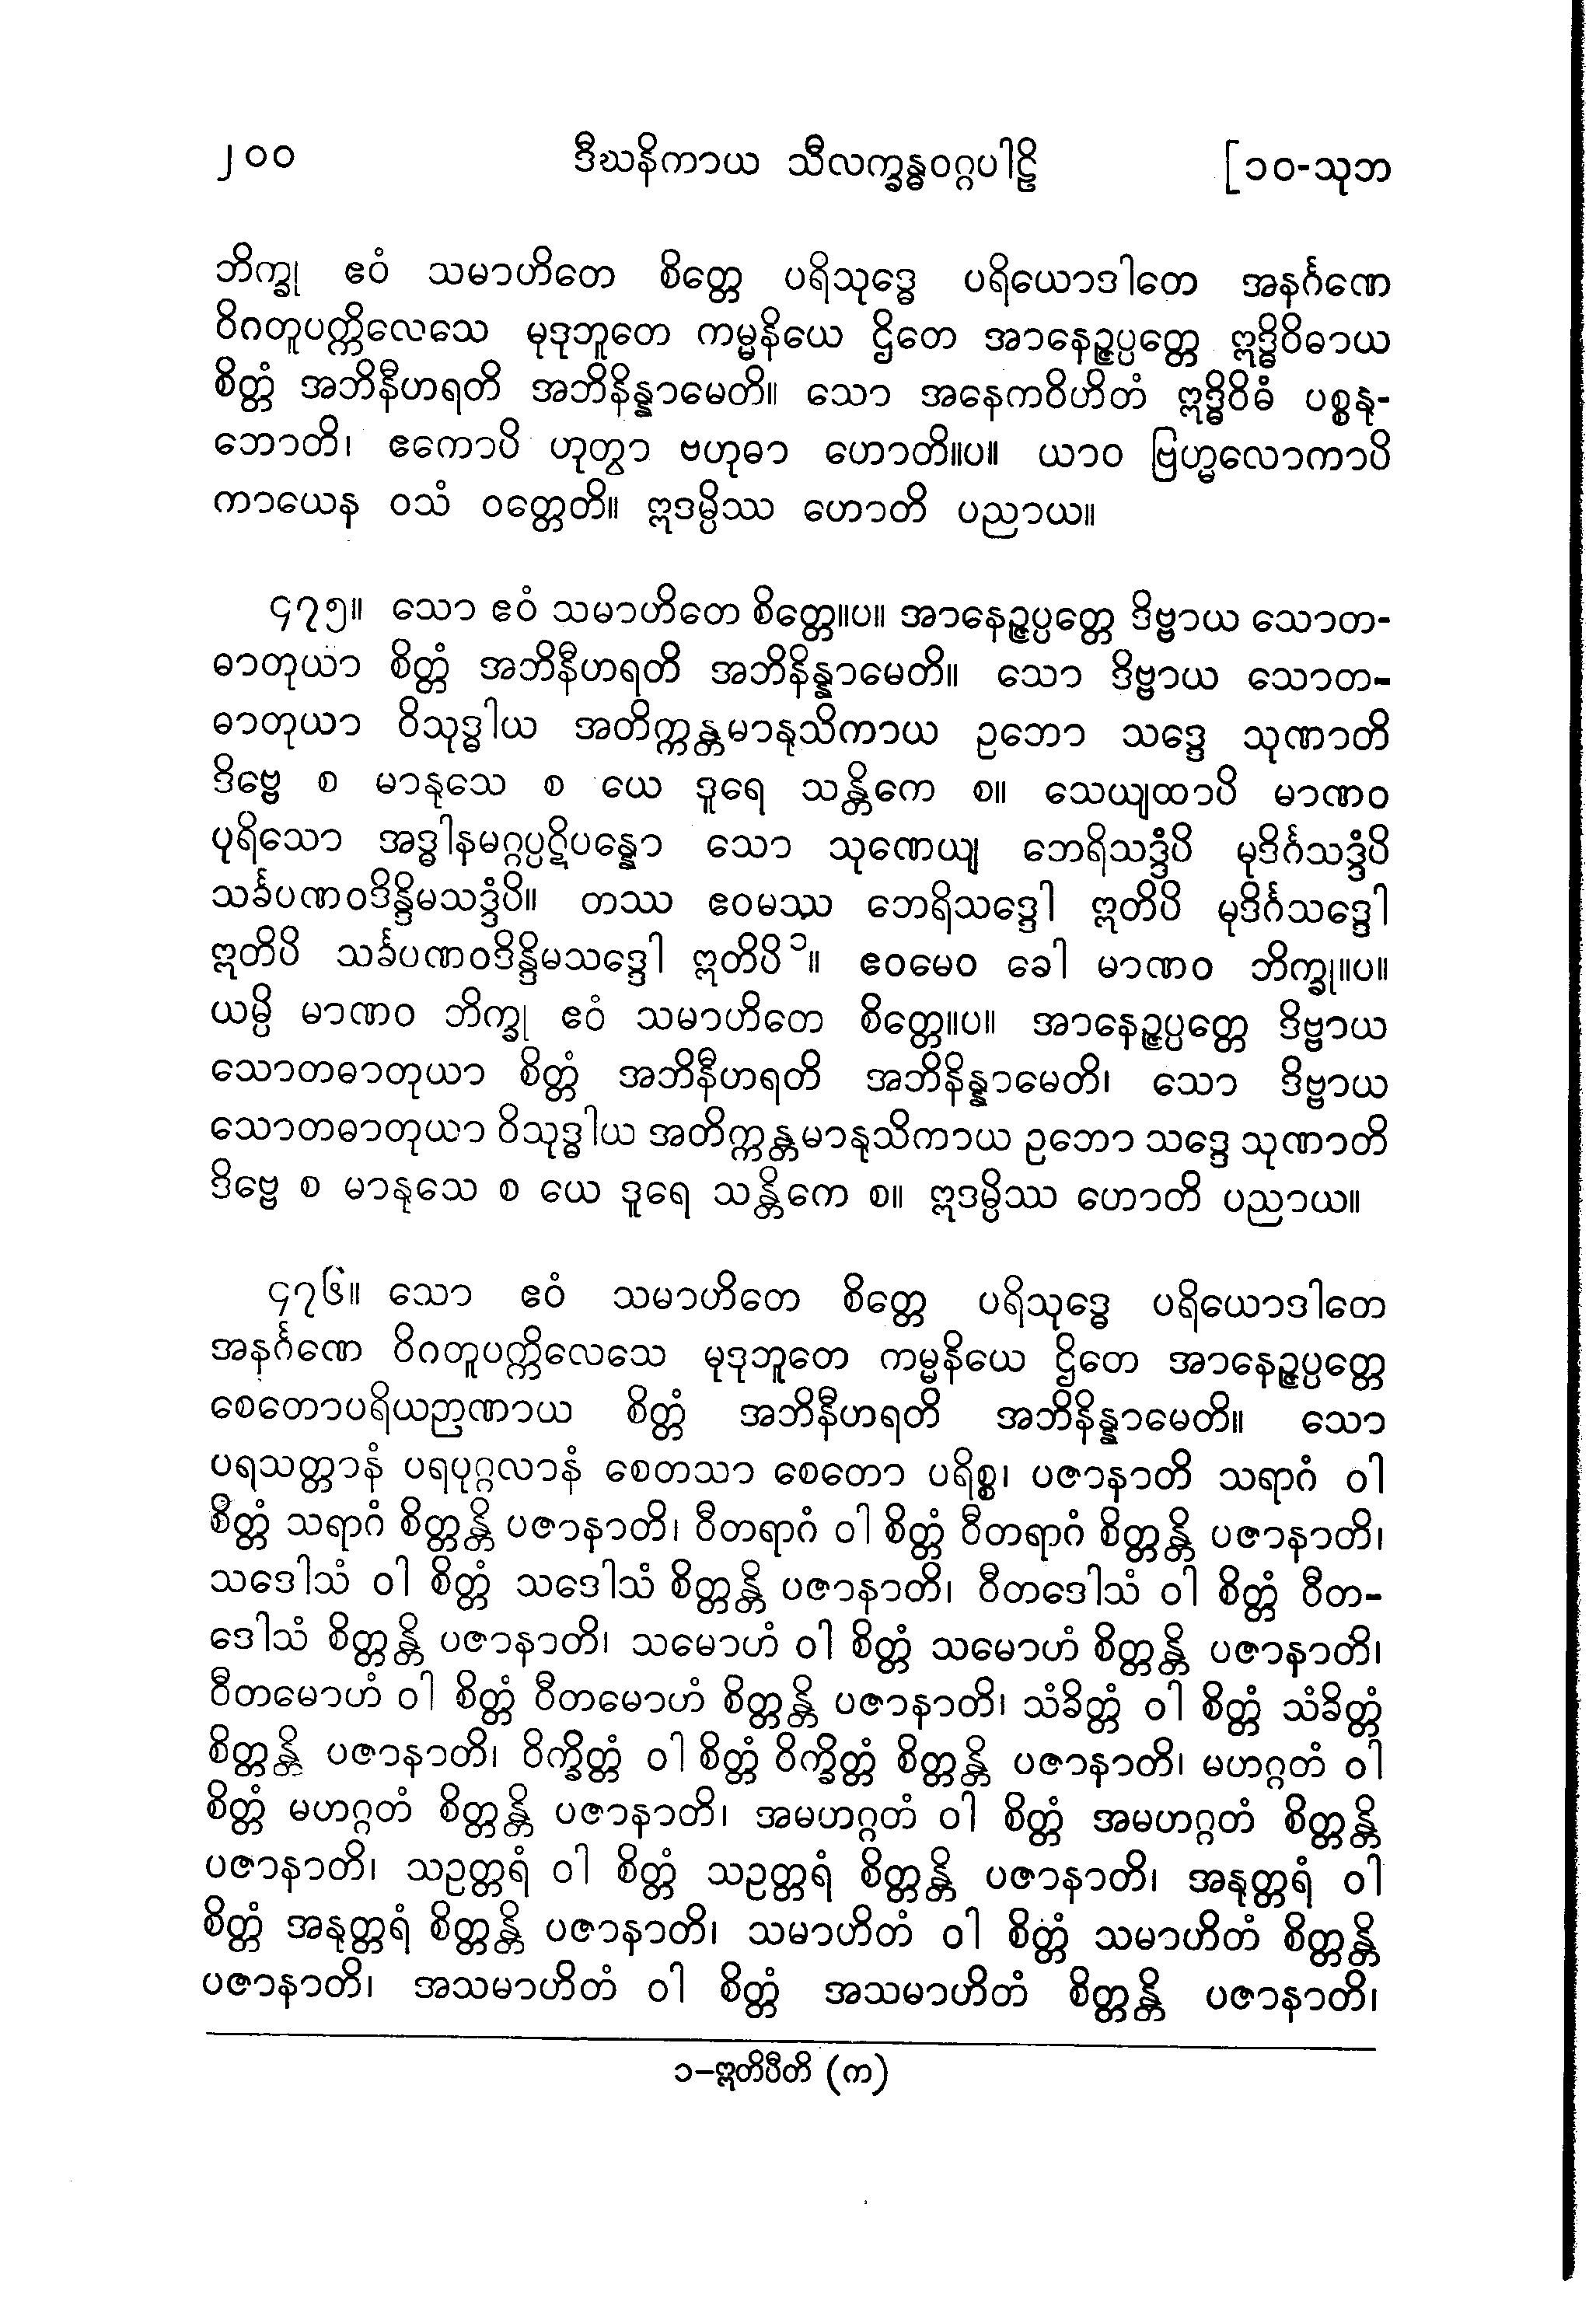 ၂၀၀ ဒီဃနိကာယ သီလက္ခန္ဓဝဂ္ဂပါဠိ [၁၀-သုဘ
ဘိက္ခု ဧဝံ သမာဟိတေ စိတ္တေ ပရိသုဒ္ဓေ ပရိယောဒါတေ အနင်္ဂဏေ
ဝိဂတူပက္ကိလေသေ မုဒုဘူတေ ကမ္မနိယေ ဌိတေ အာနေဉ္ဇပ္ပတ္တေ ဣဒ္ဓိဝိဓာယ
စိတ္တံ အဘိနီဟရတိ အဘိနိန္နာမေတိ။ သော အနေကဝိဟိတံ ဣဒ္ဓိဝိဓံ ပစ္စနု-
ဘောတိ၊ ဧကောပိ ဟုတွာ ဗဟုဓာ ဟောတိ။ပ။ ယာဝ ဗြဟ္မလောကာပိ
ကာယေန ဝသံ ဝတ္တေတိ။ ဣဒမ္ပိဿ ဟောတိ ပညာယ။
၄၇၅။ သော ဧဝံ သမာဟိတေ စိတ္တေ။ပ။ အာနေဉ္ဇပ္ပတ္တေ ဒိဗ္ဗာယ သောတ-
ဓာတုယာ စိတ္တံ အဘိနီဟရတိ အဘိနိန္နာမေတိ။ သော ဒိဗ္ဗာယ သောတ-
ဓာတုယာ ဝိသုဒ္ဓါယ အတိက္ကန္တမာနုသိကာယ ဥဘော သဒ္ဒေ သုဏာတိ
ဒိဗ္ဗေ စ မာနုသေ စ ယေ ဒူရေ သန္တိကေ စ။ သေယျထာပိ မာဏဝ
ပုရိသော အဒ္ဓါနမဂ္ဂပ္ပဋိပန္နော သော သုဏေယျ ဘေရိသဒ္ဒံပိ မုဒိင်္ဂသဒ္ဒံပိ
သင်္ခပဏဝဒိန္ဒိမသဒ္ဒံပိ။ တဿ ဧဝမဿ ဘေရိသဒ္ဒေါ ဣတိပိ မုဒိင်္ဂသဒ္ဒေါ
ဣတိပိ သင်္ခပဏဝဒိန္ဒိမသဒ္ဒေါ ဣတိပိ၁။ ဧဝမေဝ ခေါ မာဏဝ ဘိက္ခု။ပ။
ယမ္ပိ မာဏဝ ဘိက္ခု ဧဝံ သမာဟိတေ စိတ္တေ။ပ။ အာနေဉ္ဇပ္ပတ္တေ ဒိဗ္ဗာယ
သောတဓာတုယာ စိတ္တံ အဘိနီဟရတိ အဘိနိန္နာမေတိ၊ သော ဒိဗ္ဗာယ
သောတဓာတုယာ ဝိသုဒ္ဓါယ အတိက္ကန္တမာနုသိကာယ ဥဘော သဒ္ဒေ သုဏာတိ
ဒိဗ္ဗေ စ မာနုသေ စ ယေ ဒူရေ သန္တိကေ စ။ ဣဒမ္ပိဿ ဟောတိ ပညာယ။
၄၇၆။ သော ဧဝံ သမာဟိတေ စိတ္တေ ပရိသုဒ္ဓေ ပရိယောဒါတေ
အနင်္ဂဏေ ဝိဂတူပက္ကိလေသေ မုဒုဘူတေ ကမ္မနိယေ ဌိတေ အာနေဉ္ဇပ္ပတ္တေ
စေတောပရိယဉာဏာယ စိတ္တံ အဘိနီဟရတိ အဘိနိန္နာမေတိ။ သော
ပရသတ္တာနံ ပရပုဂ္ဂလာနံ စေတသာ စေတော ပရိစ္စ၊ ပဇာနာတိ သရာဂံ ဝါ
စိတ္တံ သရာဂံ စိတ္တန္တိ ပဇာနာတိ၊ ဝီတရာဂံ ဝါ စိတ္တံ ဝီတရာဂံ စိတ္တန္တိ ပဇာနာတိ၊
သဒေါသံ ဝါ စိတ္တံ သဒေါသံ စိတ္တန္တိ ပဇာနာတိ၊ ဝီတဒေါသံ ဝါ စိတ္တံ ဝီတ-
ဒေါသံ စိတ္တန္တိ ပဇာနာတိ၊ သမောဟံ ဝါ စိတ္တံ သမောဟံ စိတ္တန္တိ ပဇာနာတိ၊
ဝီတမောဟံ ဝါ စိတ္တံ ဝီတမောဟံ စိတ္တန္တိ ပဇာနာတိ၊ သံခိတ္တံ ဝါ စိတ္တံ သံခိတ္တံ
စိတ္တန္တိ ပဇာနာတိ၊ ဝိက္ခိတ္တံ ဝါ စိတ္တံ ဝိက္ခိတ္တံ စိတ္တန္တိ ပဇာနာတိ၊ မဟဂ္ဂတံ ဝါ
စိတ္တံ မဟဂ္ဂတံ စိတ္တန္တိ ပဇာနာတိ၊ အမဟဂ္ဂတံ ဝါ စိတ္တံ အမဟဂ္ဂတံ စိတ္တန္တိ
ပဇာနာတိ၊ သဥတ္တရံ ဝါ စိတ္တံ သဥတ္တရံ စိတ္တန္တိ ပဇာနာတိ၊ အနုတ္တရံ ဝါ
စိတ္တံ အနုတ္တရံ စိတ္တန္တိ ပဇာနာတိ၊ သမာဟိတံ ဝါ စိတ္တံ သမာဟိတံ စိတ္တန္တိ
ပဇာနာတိ၊ အသမာဟိတံ ဝါ စိတ္တံ အသမာဟိတံ စိတ္တန္တိ ပဇာနာတိ၊
၁–ဣတိပီတိ (က)